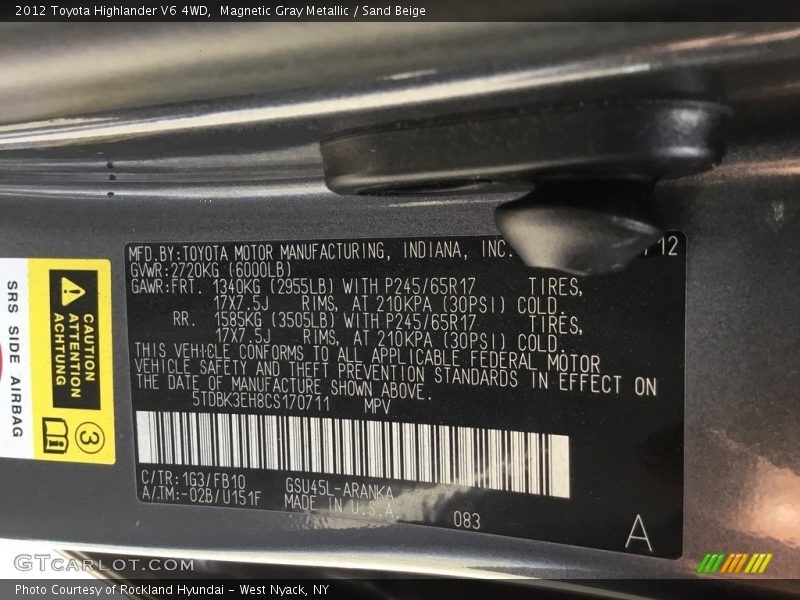 2012 Toyota Highlander V6 4WD,  Magnetic Gray Metallic / Sand Beige
MFD.BY:TOYOTA MOTOR MANUFACTURING, INDIANA, INC. 12
GVWR:2720KG (6000LB)
GAWR:FRT. 1340KG (2955LB) WITH P245/65R17 TIRES,
17X7.5J RIMS, AT 210KPA (30PSI) COLD.
RR. 1585KG (3505LB) WITH P245/65R17 TIRES,
17X7.5J RIMS, AT 210KPA (30PSI) COLD.
THIS VEHICLE CONFORMS TO ALL APPLICABLE FEDERAL MOTOR
VEHICLE SAFETY AND THEFT PREVENTION STANDARDS IN EFFECT ON
THE DATE OF MANUFACTURE SHOWN ABOVE.
5TDBK3EH8CS170711 MPV
C/TR:1G3/FB10 GSU45L-ARANKA
A/TM:-02B/U151F MADE IN U.S.A.
083
A
SRS SIDE AIRBAG
CAUTION
ATTENTION
ACHTUNG
3
GTCARLOT.COM
Photo Courtesy of Rockland Hyundai - West Nyack, NY